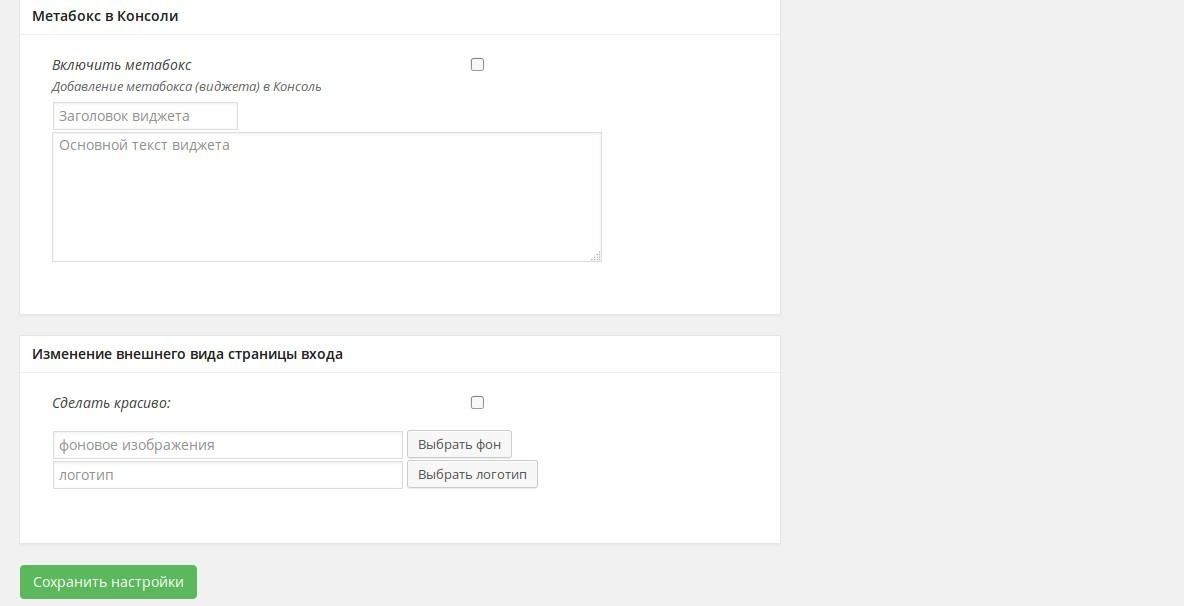 Метабокс в Консоли
Включить метабокс
Добавление метабокса (виджета) в Консоль
Заголовок виджета
Основной текст виджета
Изменение внешнего вида страницы входа
Сделать красиво:
фоновое изображения
Выбрать фон
логотип
Выбрать логотип
Сохранить настройки